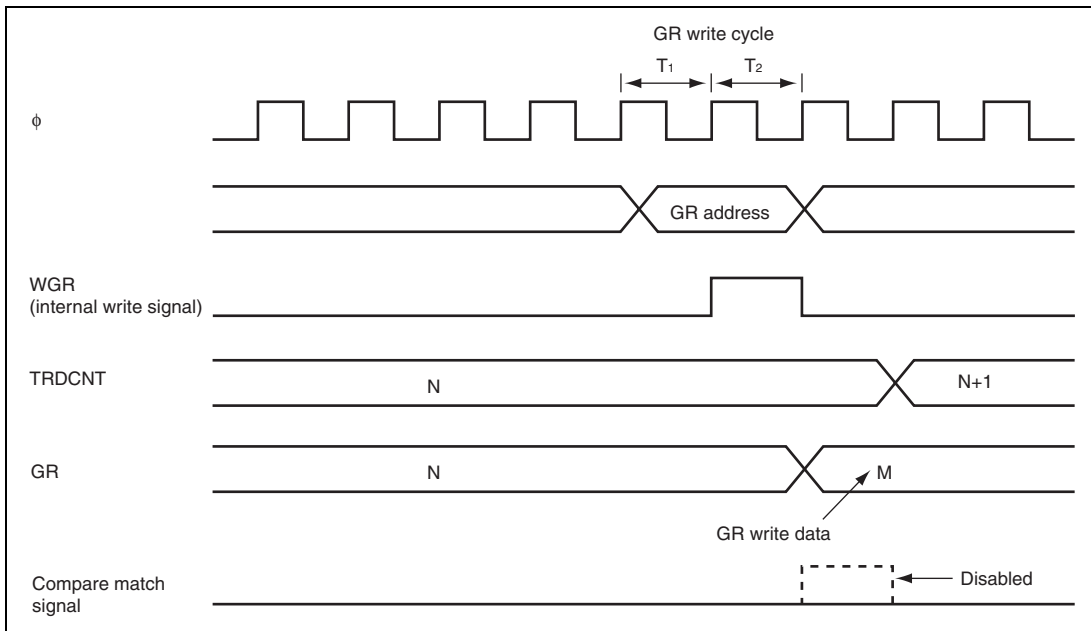 GR write cycle
T1 T2
ϕ
GR address
WGR
(internal write signal)
TRDCNT N N+1
GR N M
GR write data
Disabled
Compare match
signal